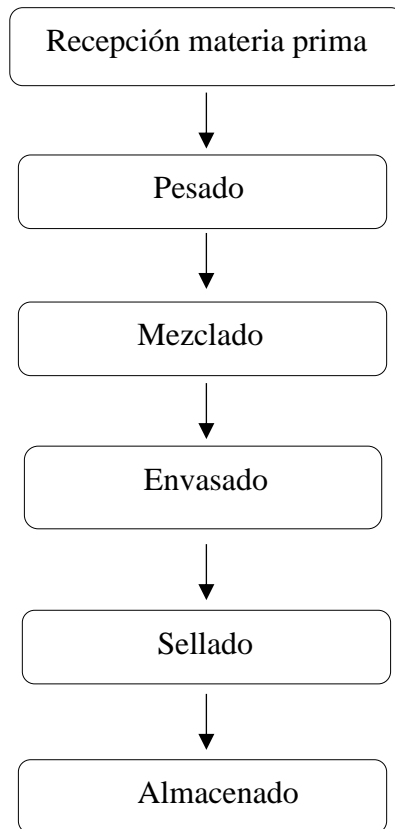 Recepción materia prima
Pesado
Mezclado
Envasado
Sellado
Almacenado